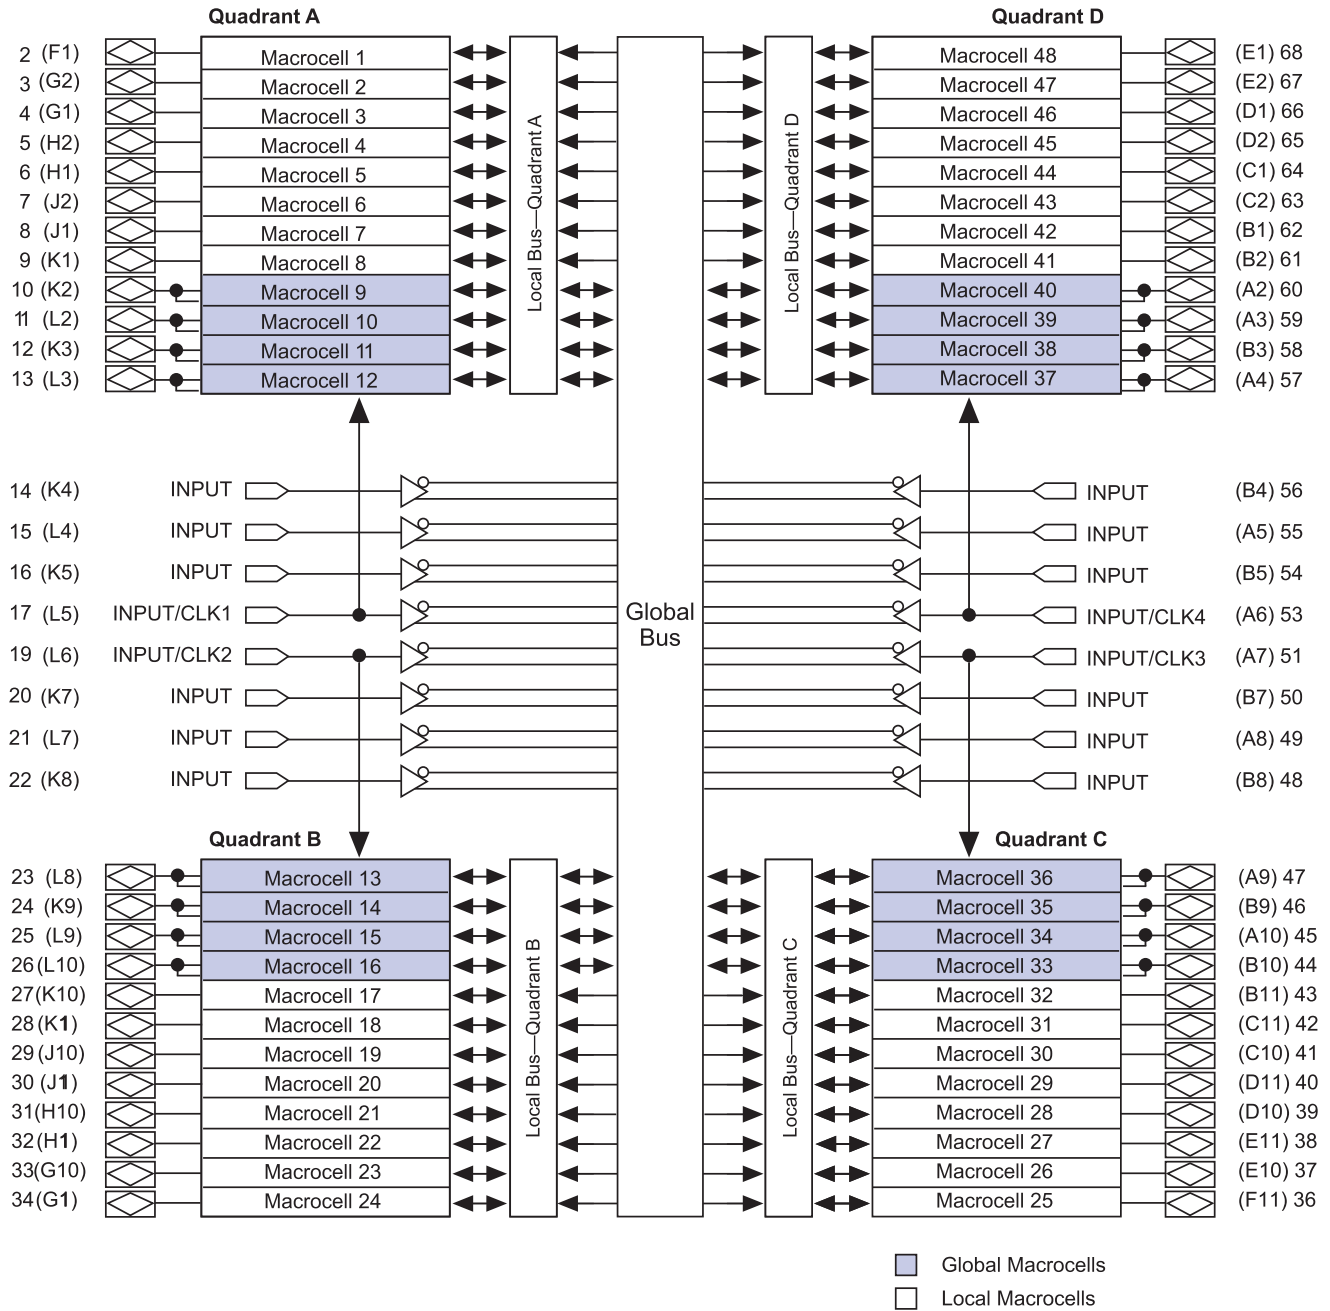 Quadrant A Quadrant D
2 (F1) Macrocell 1 Macrocell 48 (E1) 68
3 (G2) Macrocell 2 Macrocell 47 (E2) 67
4 (G1) Macrocell 3 Macrocell 46 (D1) 66
5 (H2) Macrocell 4 Macrocell 45 (D2) 65
6 (H1) Macrocell 5 Macrocell 44 (C1) 64
7 (J2) Macrocell 6 Macrocell 43 (C2) 63
8 (J1) Macrocell 7 Macrocell 42 (B1) 62
9 (K1) Macrocell 8 Macrocell 41 (B2) 61
10 (K2) Macrocell 9 Macrocell 40 (A2) 60
11 (L2) Macrocell 10 Macrocell 39 (A3) 59
12 (K3) Macrocell 11 Macrocell 38 (B3) 58
13 (L3) Macrocell 12 Macrocell 37 (A4) 57
Local Bus—Quadrant A
Local Bus—Quadrant D
14 (K4) INPUT INPUT (B4) 56
15 (L4) INPUT INPUT (A5) 55
16 (K5) INPUT INPUT (B5) 54
17 (L5) INPUT/CLK1 INPUT/CLK4 (A6) 53
Global
Bus
19 (L6) INPUT/CLK2 INPUT/CLK3 (A7) 51
20 (K7) INPUT INPUT (B7) 50
21 (L7) INPUT INPUT (A8) 49
22 (K8) INPUT INPUT (B8) 48
Quadrant B Quadrant C
23 (L8) Macrocell 13 Macrocell 36 (A9) 47
24 (K9) Macrocell 14 Macrocell 35 (B9) 46
25 (L9) Macrocell 15 Macrocell 34 (A10) 45
26(L10) Macrocell 16 Macrocell 33 (B10) 44
27(K10) Macrocell 17 Macrocell 32 (B11) 43
28(K1) Macrocell 18 Macrocell 31 (C11) 42
29(J10) Macrocell 19 Macrocell 30 (C10) 41
30(J1) Macrocell 20 Macrocell 29 (D11) 40
31(H10) Macrocell 21 Macrocell 28 (D10) 39
32(H1) Macrocell 22 Macrocell 27 (E11) 38
33(G10) Macrocell 23 Macrocell 26 (E10) 37
34(G1) Macrocell 24 Macrocell 25 (F11) 36
Local Bus—Quadrant B
Local Bus—Quadrant C
Global Macrocells
Local Macrocells